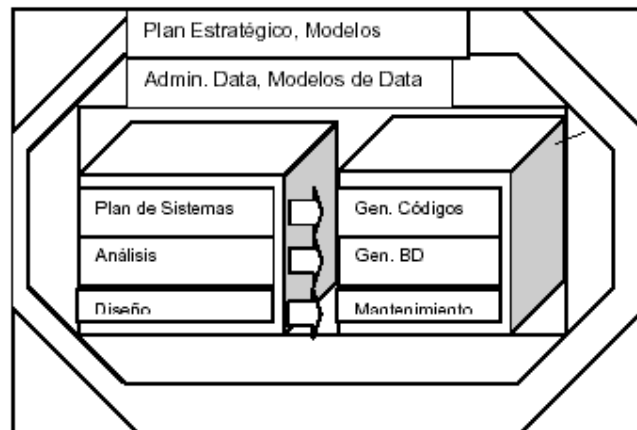 Plan Estratégico, Modelos
Admin. Data, Modelos de Data
Plan de Sistemas
Análisis
Diseño
Gen. Códigos
Gen. BD
Mantenimiento